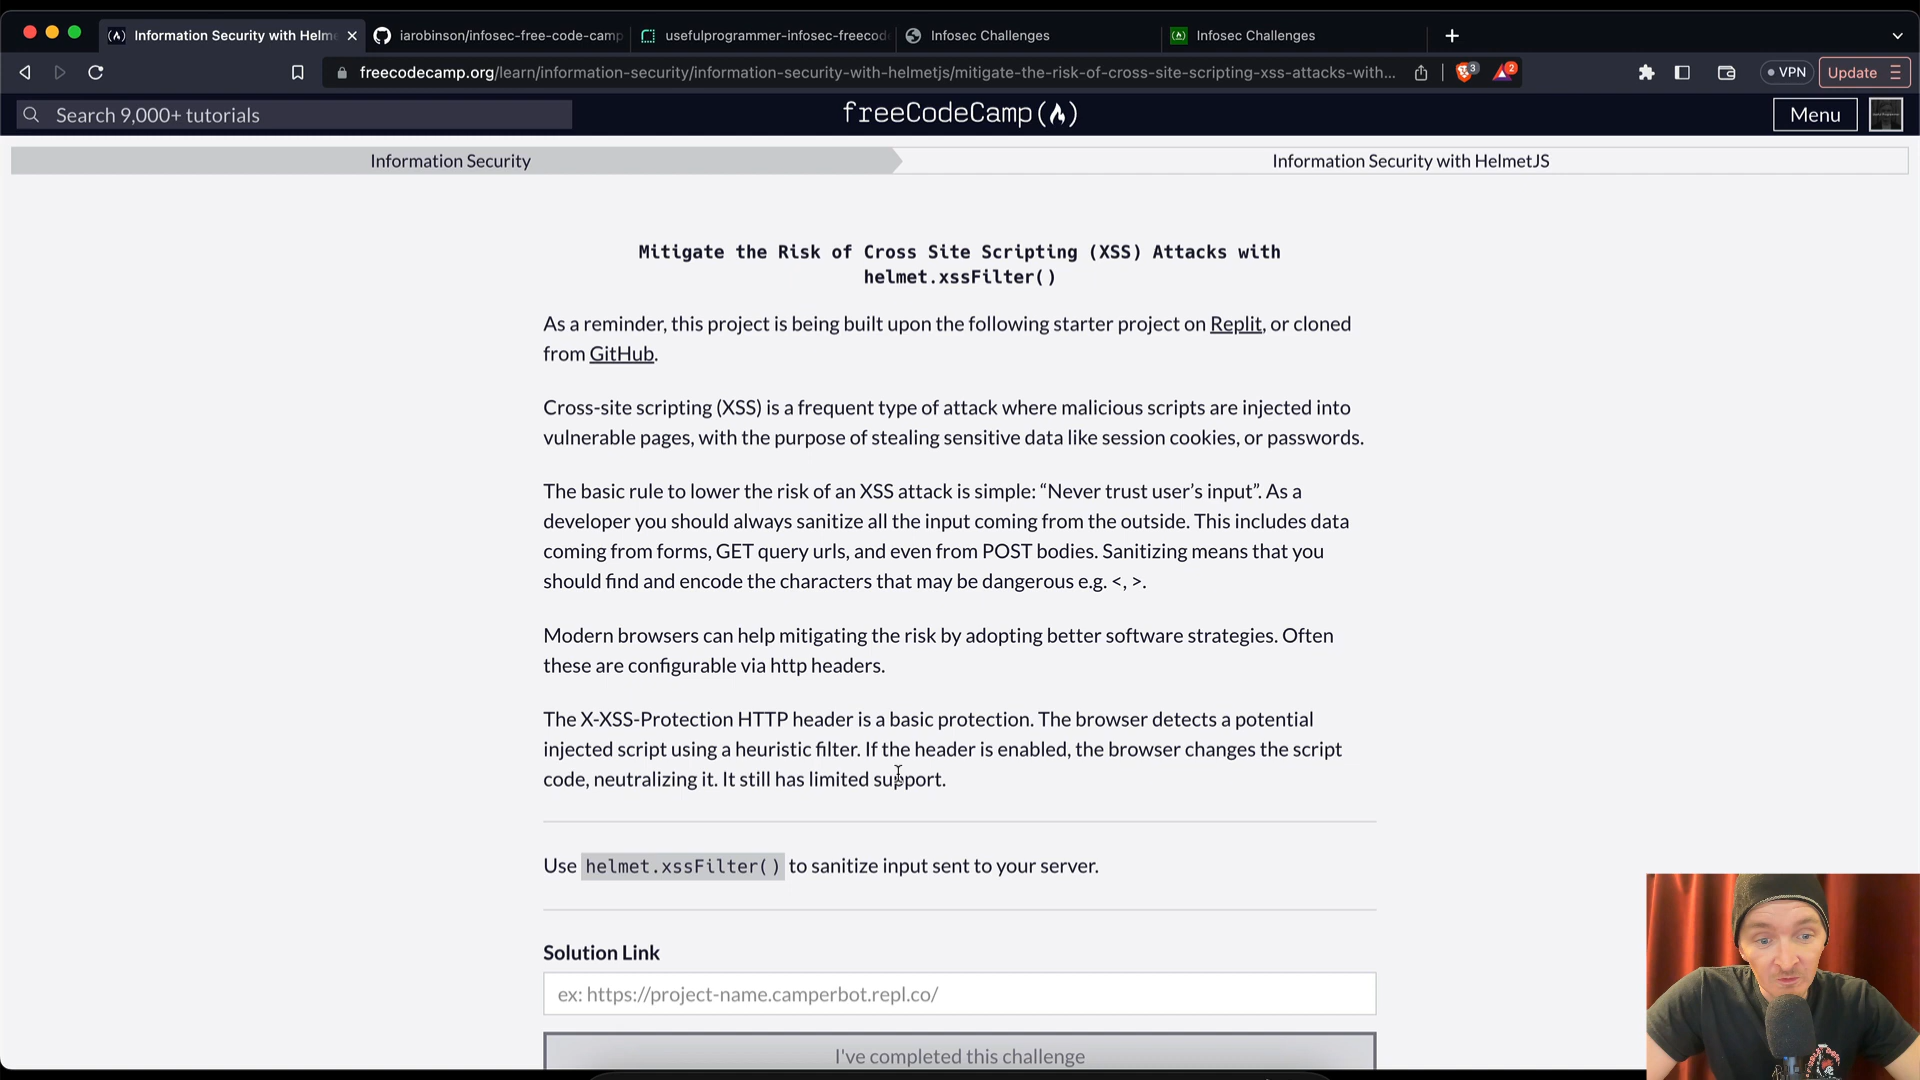 Information Security with Helm
iarobinson/infosec-free-code-camp
usefulprogrammer-infosec-freecod
Infosec Challenges
Infosec Challenges
freecodecamp.org/learn/information-security/information-security-with-helmetjs/mitigate-the-risk-of-cross-site-scripting-xss-attacks-with...
3
2
VPN
Update
Search 9,000+ tutorials
freeCodeCamp
Menu
Information Security
Information Security with HelmetJS
Mitigate the Risk of Cross Site Scripting (XSS) Attacks with
helmet.xssFilter()
As a reminder, this project is being built upon the following starter project on Replit, or cloned
from GitHub.
Cross-site scripting (XSS) is a frequent type of attack where malicious scripts are injected into
vulnerable pages, with the purpose of stealing sensitive data like session cookies, or passwords.
The basic rule to lower the risk of an XSS attack is simple: “Never trust user’s input”. As a
developer you should always sanitize all the input coming from the outside. This includes data
coming from forms, GET query urls, and even from POST bodies. Sanitizing means that you
should find and encode the characters that may be dangerous e.g. <, >.
Modern browsers can help mitigating the risk by adopting better software strategies. Often
these are configurable via http headers.
The X-XSS-Protection HTTP header is a basic protection. The browser detects a potential
injected script using a heuristic filter. If the header is enabled, the browser changes the script
code, neutralizing it. It still has limited support.
Use helmet.xssFilter() to sanitize input sent to your server.
Solution Link
ex: https://project-name.camperbot.repl.co/
I've completed this challenge